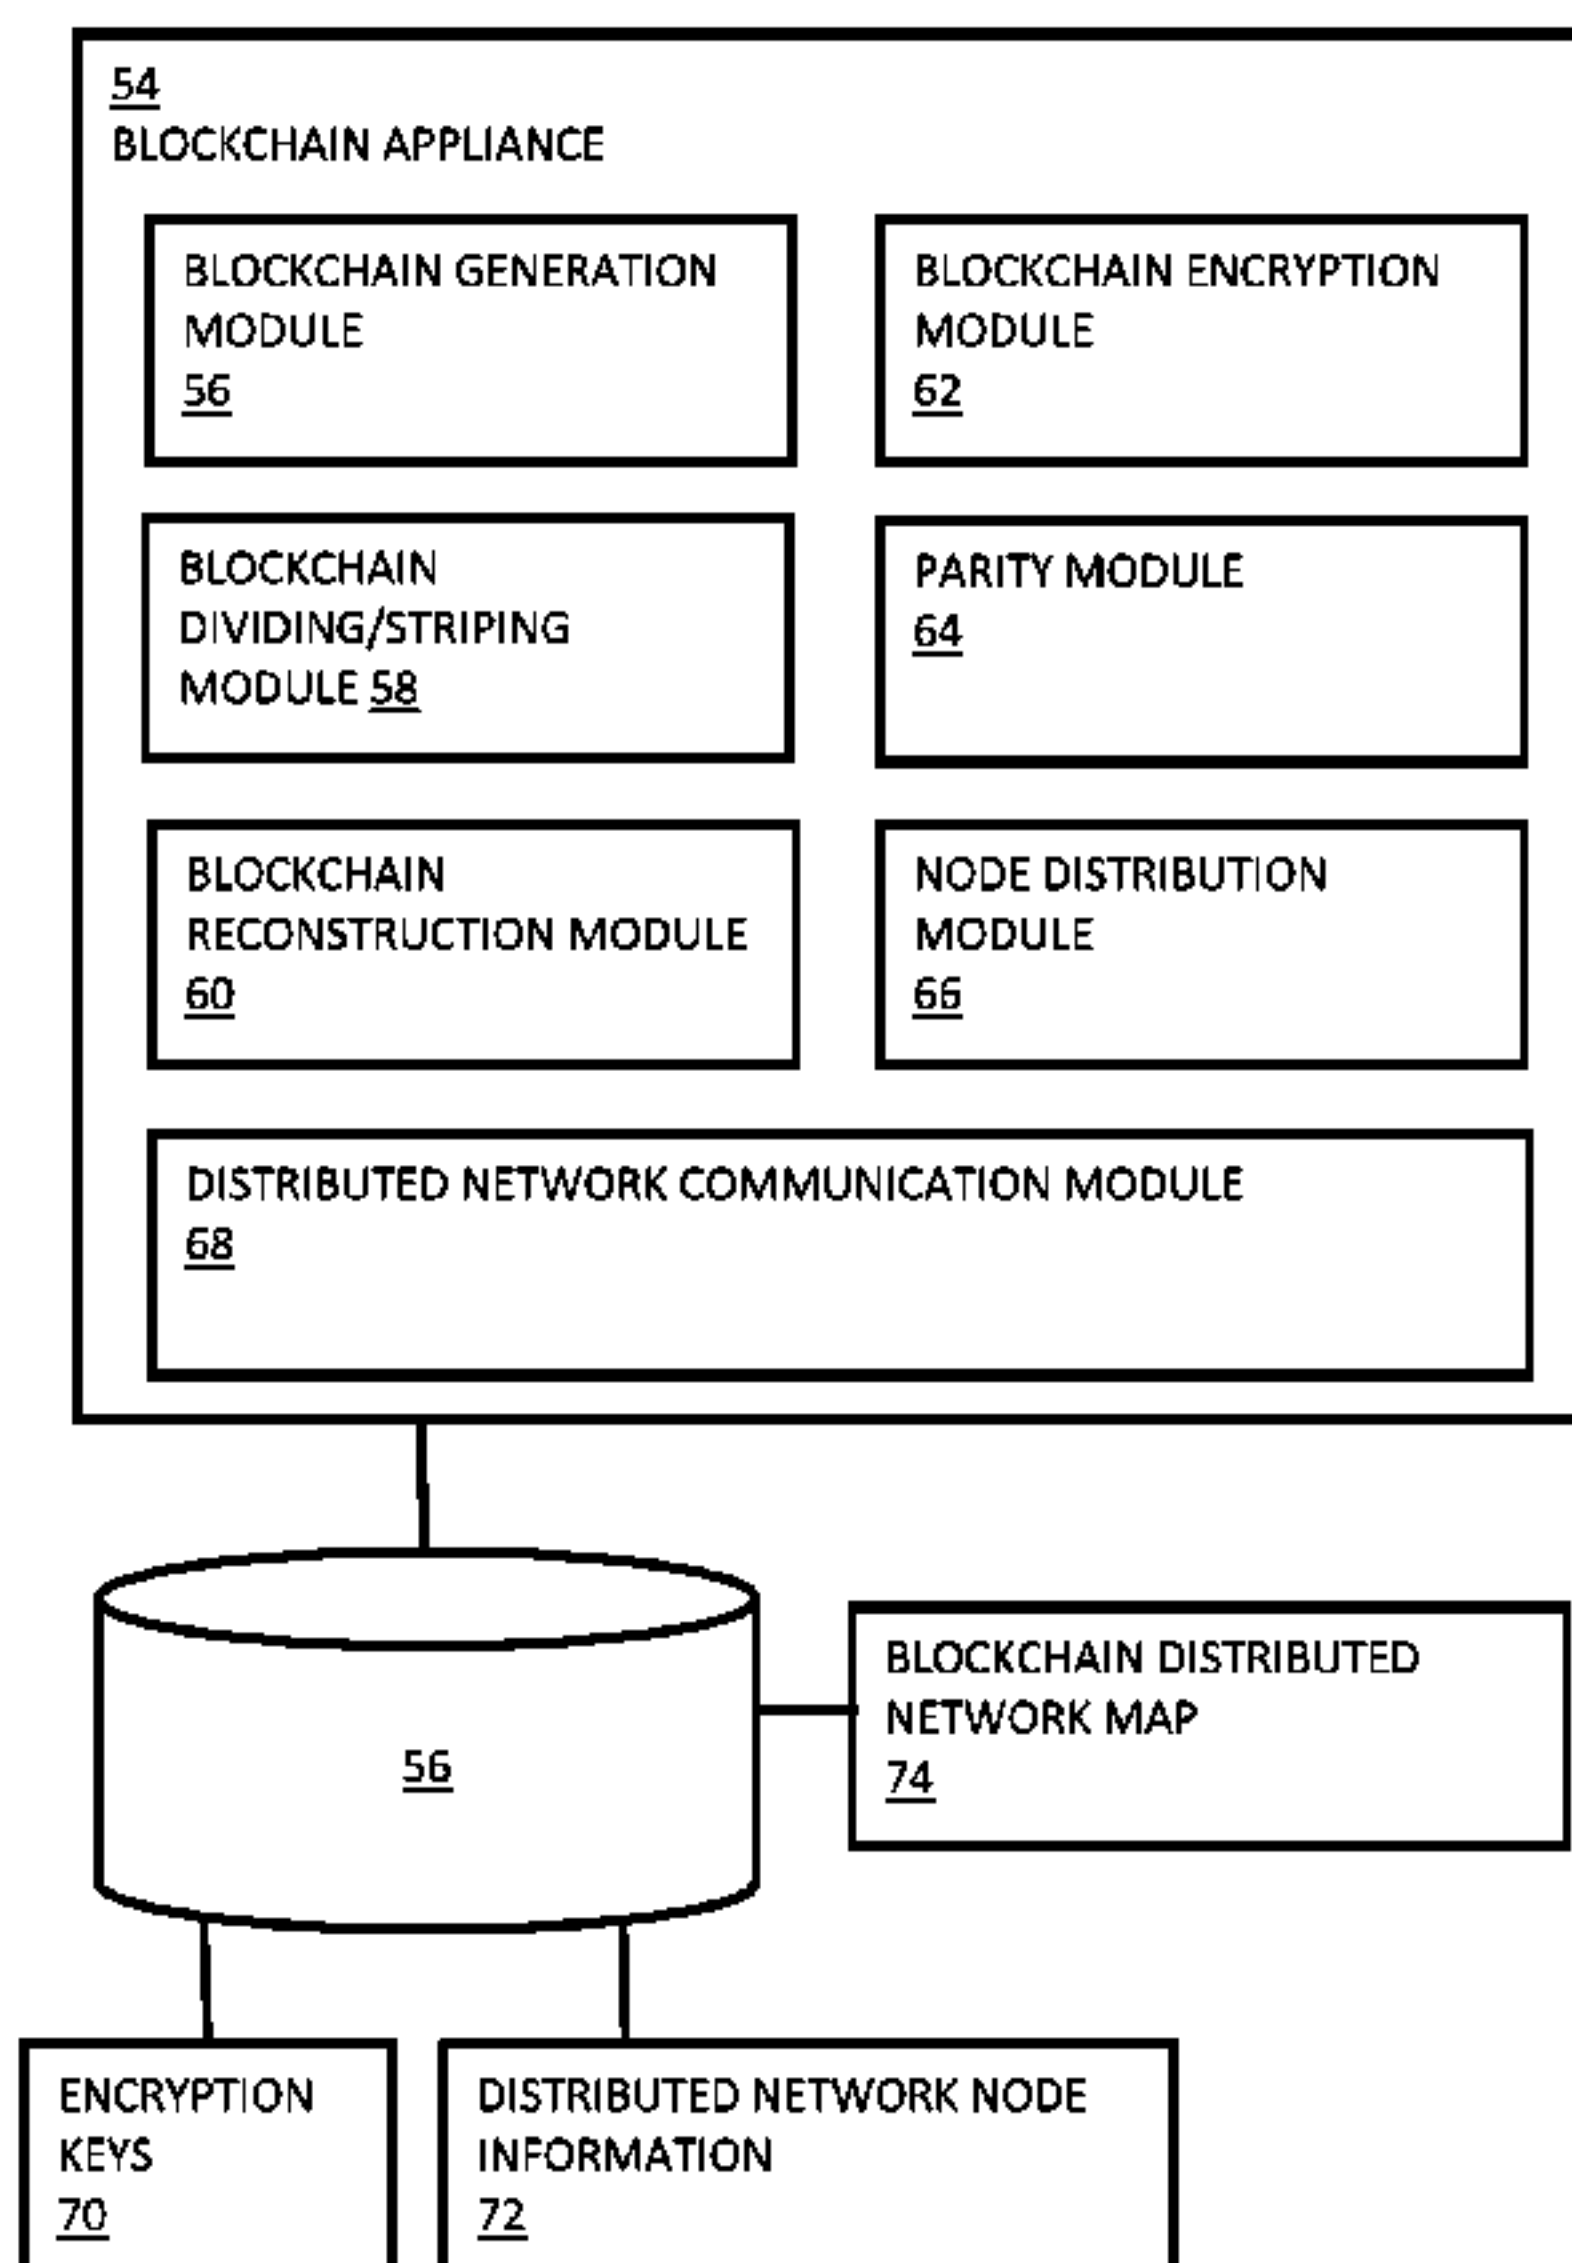 54
BLOCKCHAIN APPLIANCE
BLOCKCHAIN GENERATION
MODULE
56
BLOCKCHAIN ENCRYPTION
MODULE
62
BLOCKCHAIN
DIVIDING/STRIPING
MODULE 58
PARITY MODULE
64
BLOCKCHAIN
RECONSTRUCTION MODULE
60
NODE DISTRIBUTION
MODULE
66
DISTRIBUTED NETWORK COMMUNICATION MODULE
68
56
BLOCKCHAIN DISTRIBUTED
NETWORK MAP
74
ENCRYPTION
KEYS
70
DISTRIBUTED NETWORK NODE
INFORMATION
72